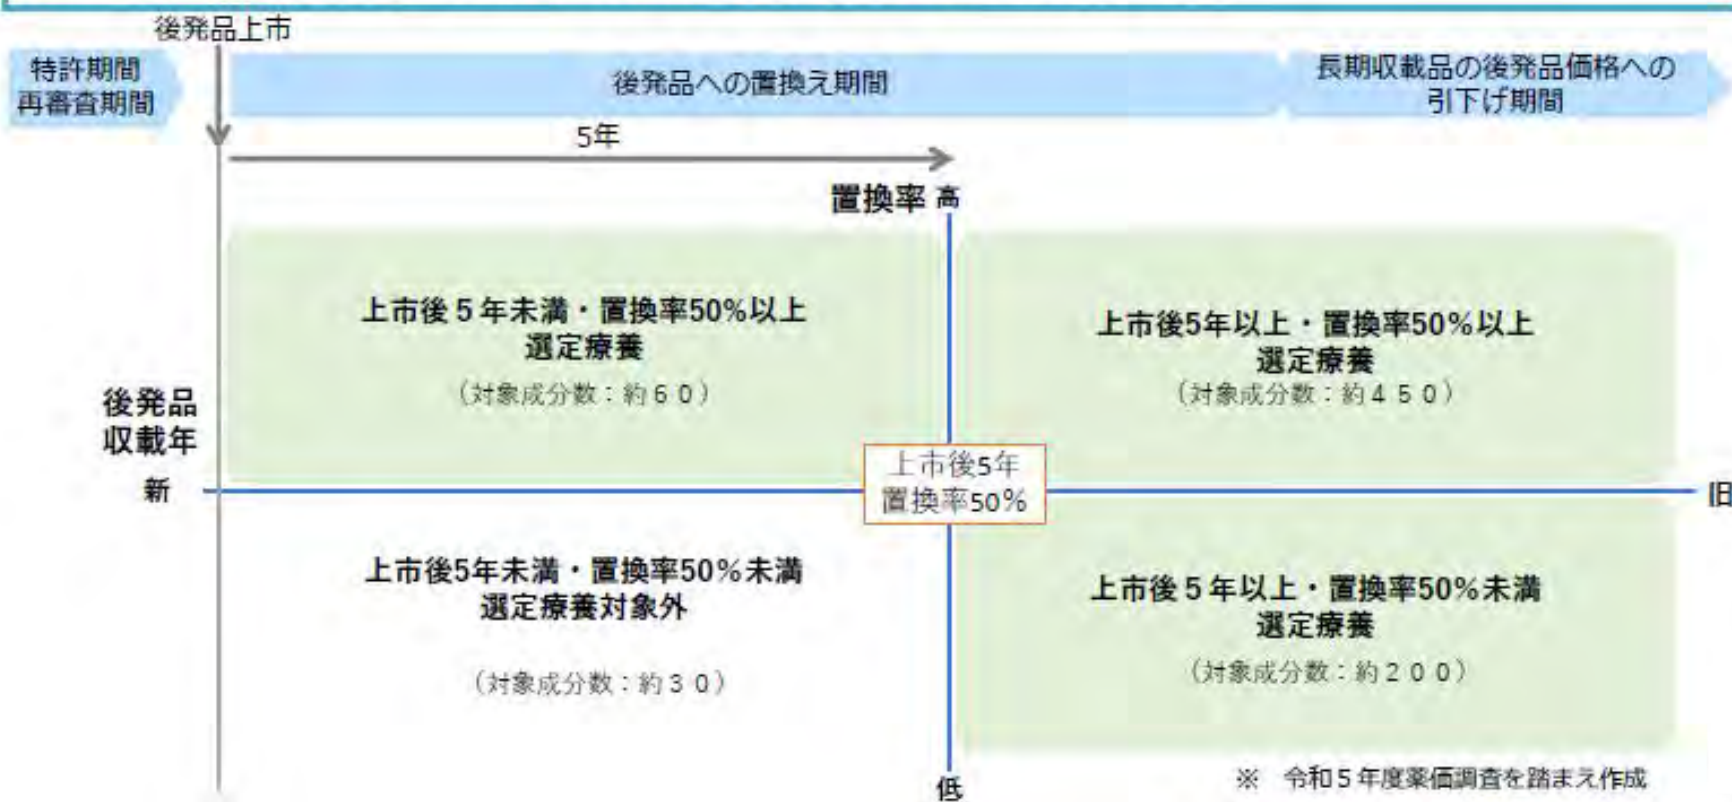 後発品上市
特許期間
再審査期間
後発品への置換え期間
長期収載品の後発品価格への
引下げ期間
5年
置換率 高
上市後５年未満・置換率50%以上
選定療養
（対象成分数：約６０）
上市後5年以上・置換率50%以上
選定療養
（対象成分数：約４５０）
後発品
収載年
新
上市後5年
置換率50%
旧
上市後5年未満・置換率50%未満
選定療養対象外
（対象成分数：約３０）
上市後５年以上・置換率50%未満
選定療養
（対象成分数：約２００）
低
※　令和５年度薬価調査を踏まえ作成